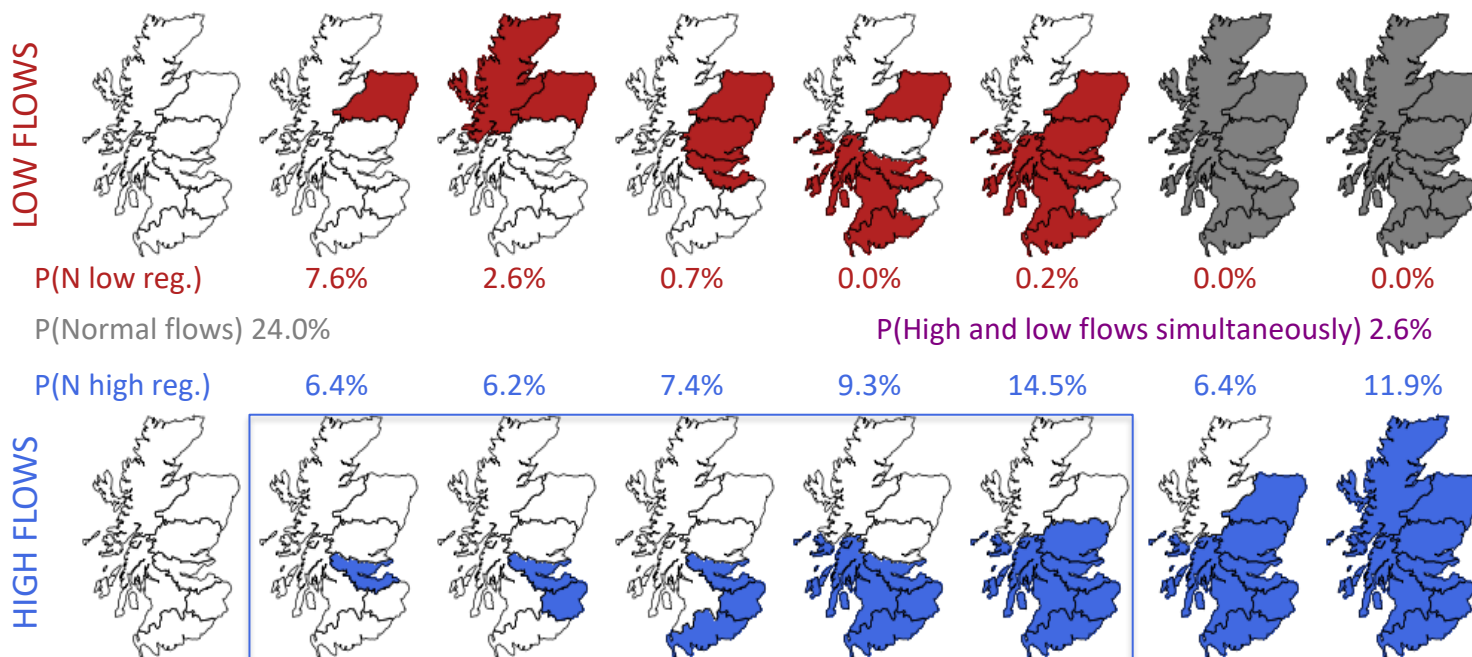 LOW FLOWS
P(N low reg.) 7.6% 2.6% 0.7% 0.0% 0.2% 0.0% 0.0%
P(Normal flows) 24.0% P(High and low flows simultaneously) 2.6%
P(N high reg.) 6.4% 6.2% 7.4% 9.3% 14.5% 6.4% 11.9%
HIGH FLOWS